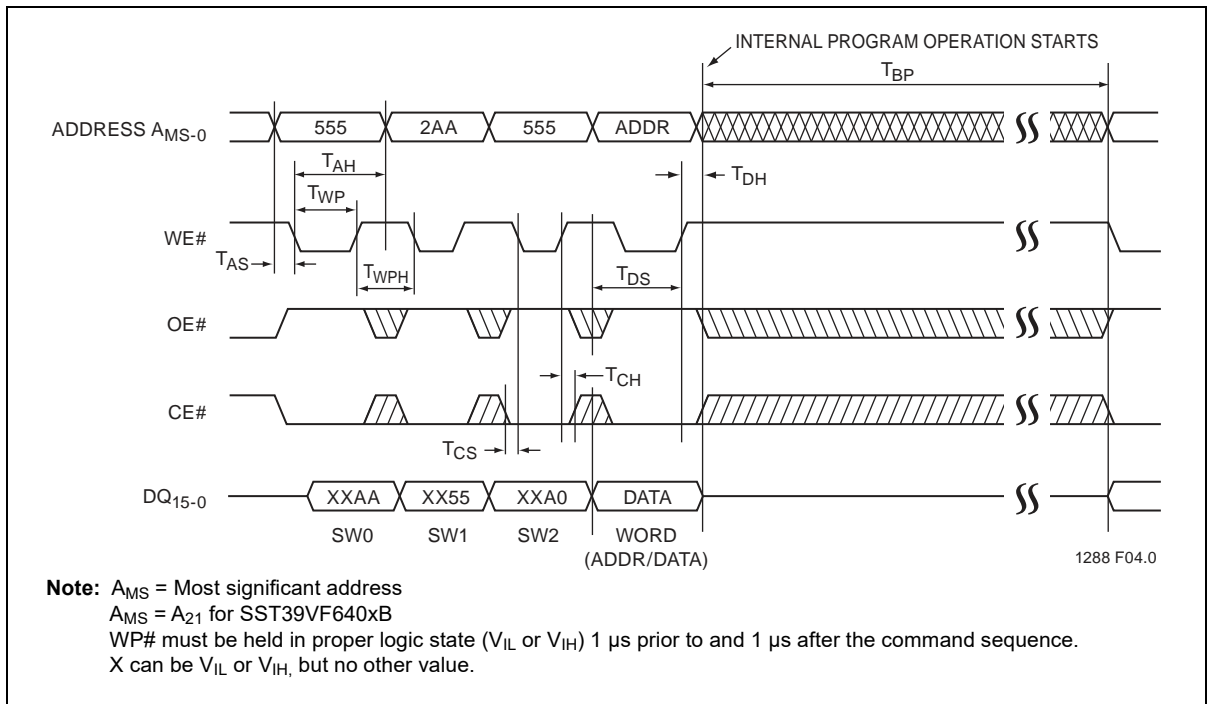 INTERNAL PROGRAM OPERATION STARTS
TBP
ADDRESS AMS-0
555
2AA
555
ADDR
TAH
TDH
TWP
WE#
TAS
TWPH
TDS
OE#
TCH
CE#
TCS
DQ15-0
XXAA
XX55
XXA0
DATA
SW0
SW1
SW2
WORD
(ADDR/DATA)
1288 F04.0
Note: AMS = Most significant address
AMS = A21 for SST39VF640xB
WP# must be held in proper logic state (VIL or VIH) 1 µs prior to and 1 µs after the command sequence.
X can be VIL or VIH, but no other value.